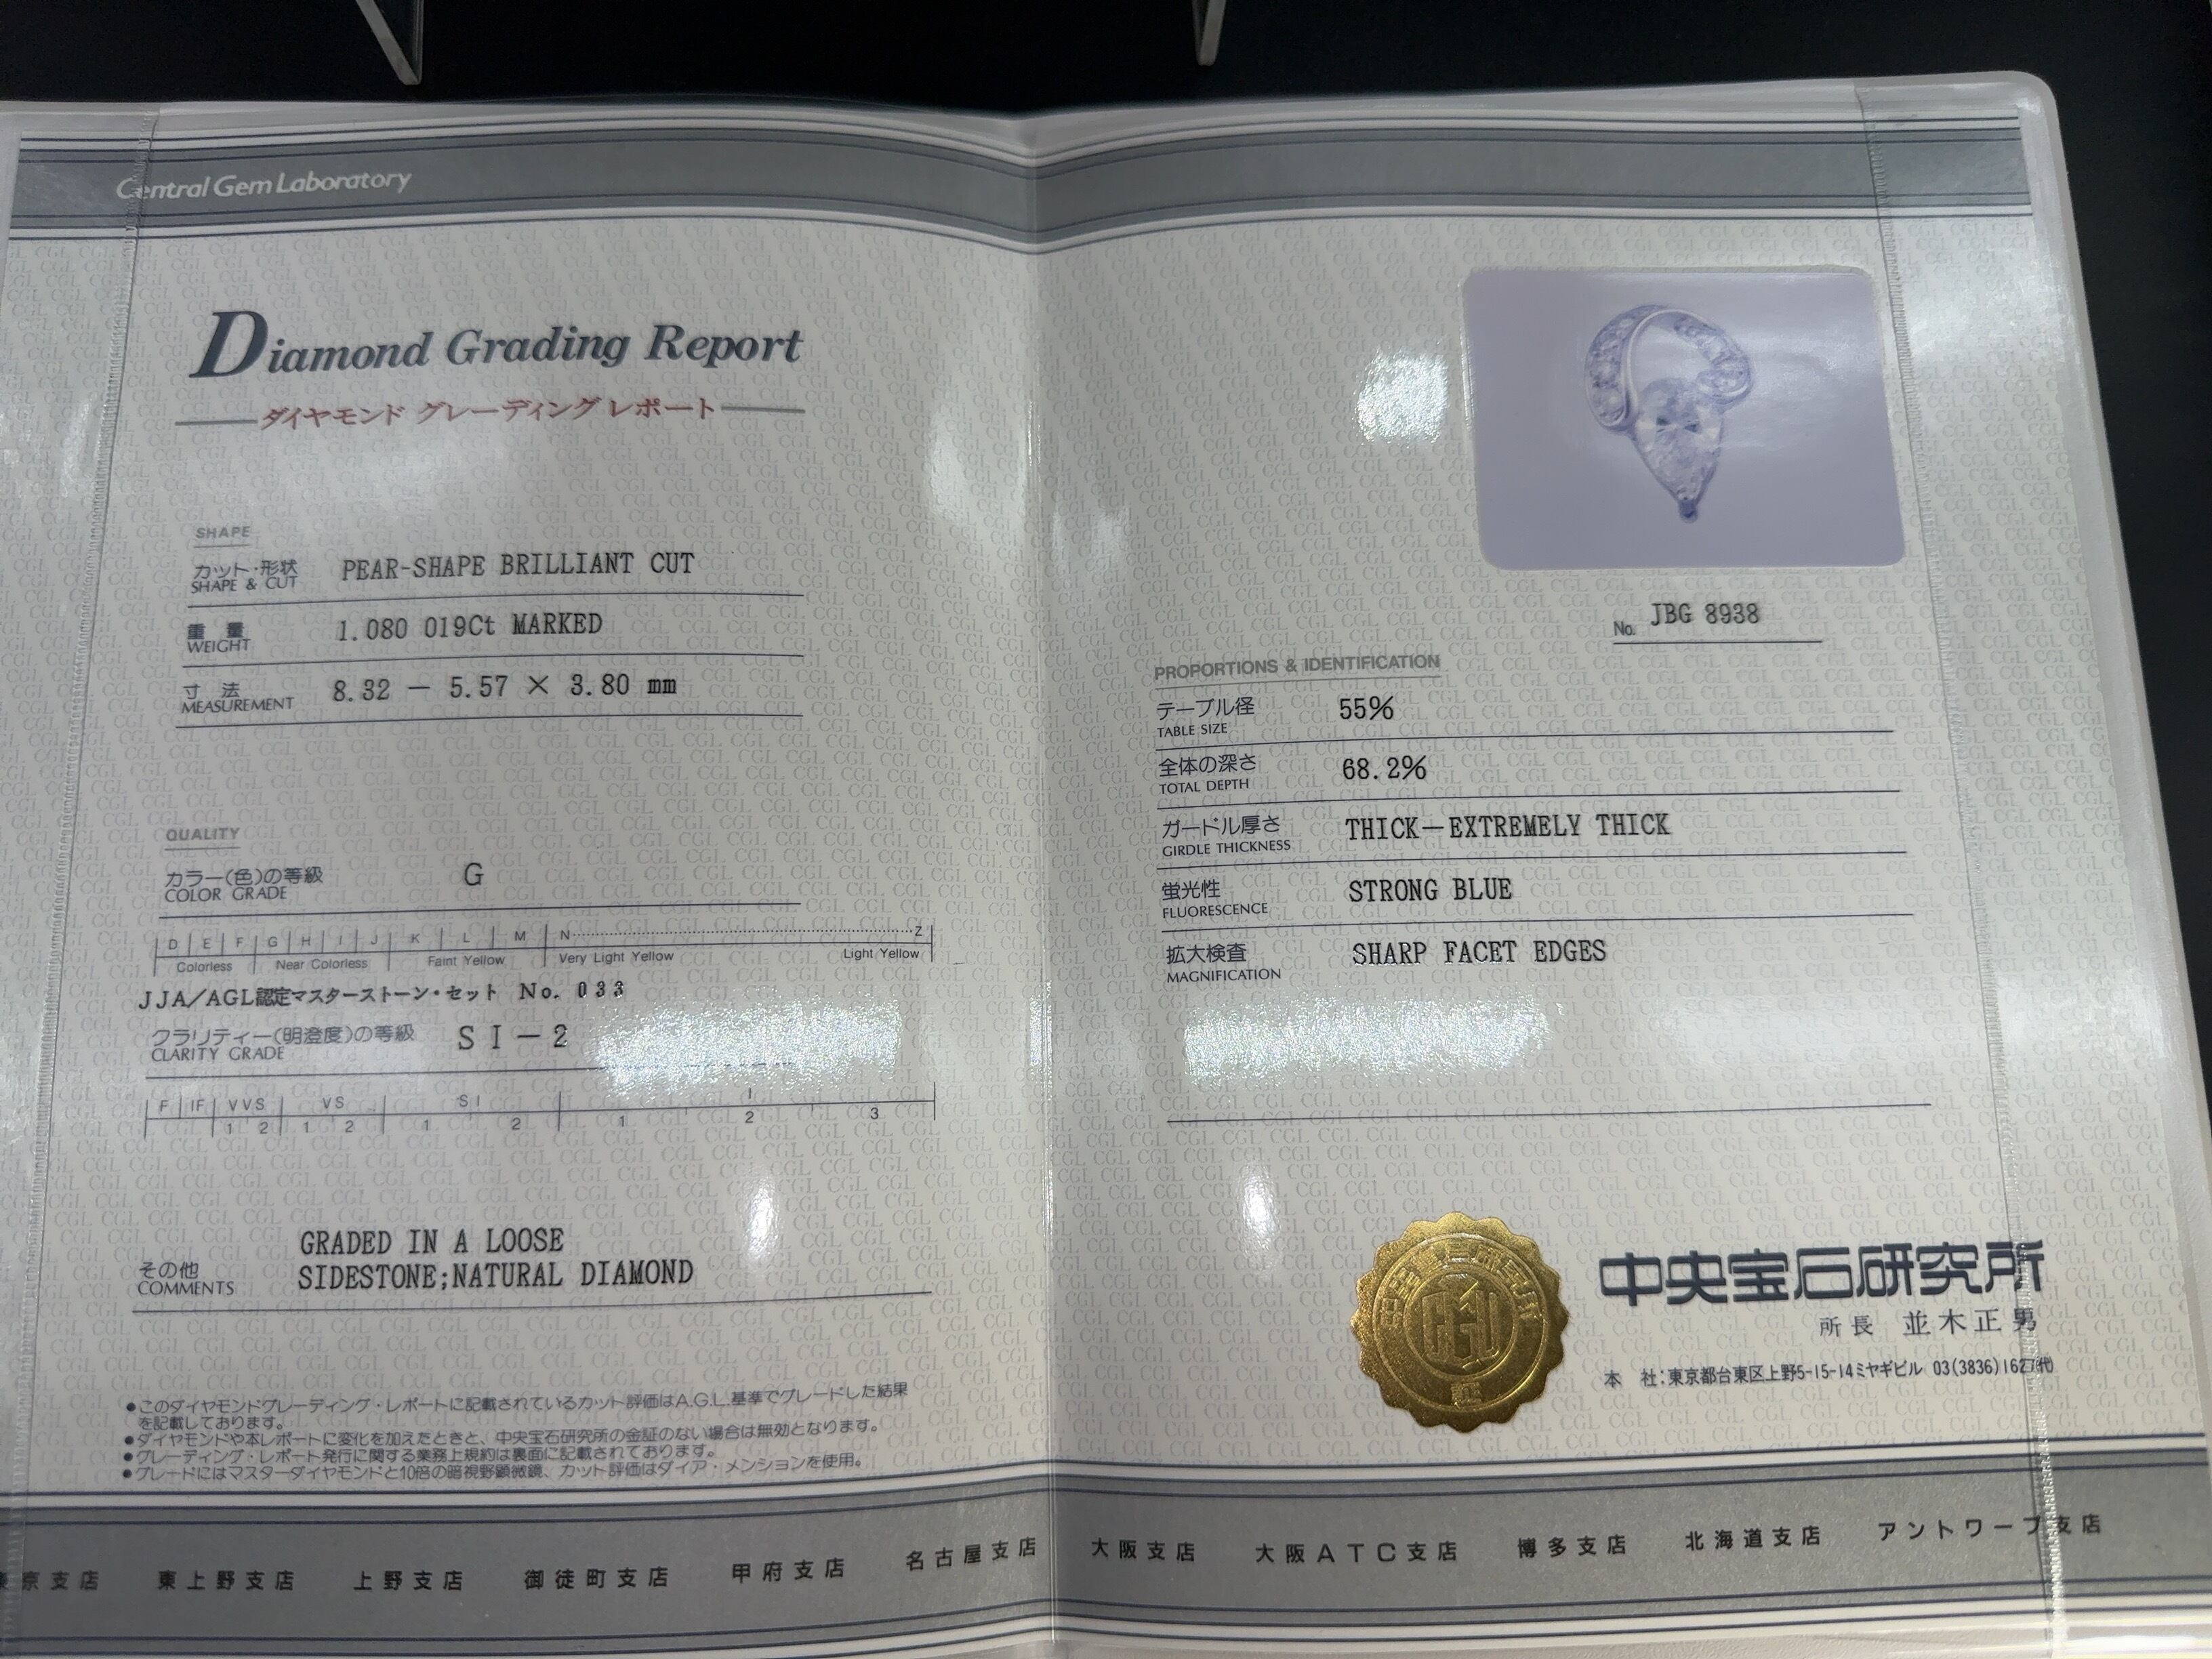 Central Gem Laboratory
Diamond Grading Report
ダイヤモンド グレーディング レポート
SHAPE
カット・形状 PEAR-SHAPE BRILLIANT CUT
SHAPE & CUT
重量 1.080 019Ct MARKED
WEIGHT
寸法 8.32 － 5.57 × 3.80 mm
MEASUREMENT
QUALITY
カラー(色)の等級 G
COLOR GRADE
D E F G H I J K L M N Z
Colorless Near Colorless Faint Yellow Very Light Yellow Light Yellow
JJA/AGL認定マスターストーン・セット No. 033
クラリティー(明澄度)の等級 SI－2
CLARITY GRADE
F IF VVS VS SI I
1 2 1 2 1 2 1 2 3
GRADED IN A LOOSE
その他 SIDESTONE;NATURAL DIAMOND
COMMENTS
●このダイヤモンドグレーディング・レポートに記載されているカット評価はA.G.L.基準でグレードした結果
を記載しております。
●ダイヤモンドや本レポートに変化を加えたときと、中央宝石研究所の金証のない場合は無効となります。
●グレーディング・レポート発行に関する業務上規約は裏面に記載されております。
●グレードにはマスターダイヤモンドと10倍の暗視野顕微鏡、カット評価はダイア・メンションを使用。
No. JBG 8938
PROPORTIONS & IDENTIFICATION
テーブル径 55%
TABLE SIZE
全体の深さ 68.2%
TOTAL DEPTH
ガードル厚さ THICK－EXTREMELY THICK
GIRDLE THICKNESS
蛍光性 STRONG BLUE
FLUORESCENCE
拡大検査 SHARP FACET EDGES
MAGNIFICATION
中央宝石研究所
CGL
中央宝石研究所
所長 並木正男
本 社：東京都台東区上野5-15-14ミヤギビル 03(3836)1627代
東京支店 東上野支店 上野支店 御徒町支店 甲府支店 名古屋支店 大阪支店 大阪ATC支店 博多支店 北海道支店 アントワープ支店